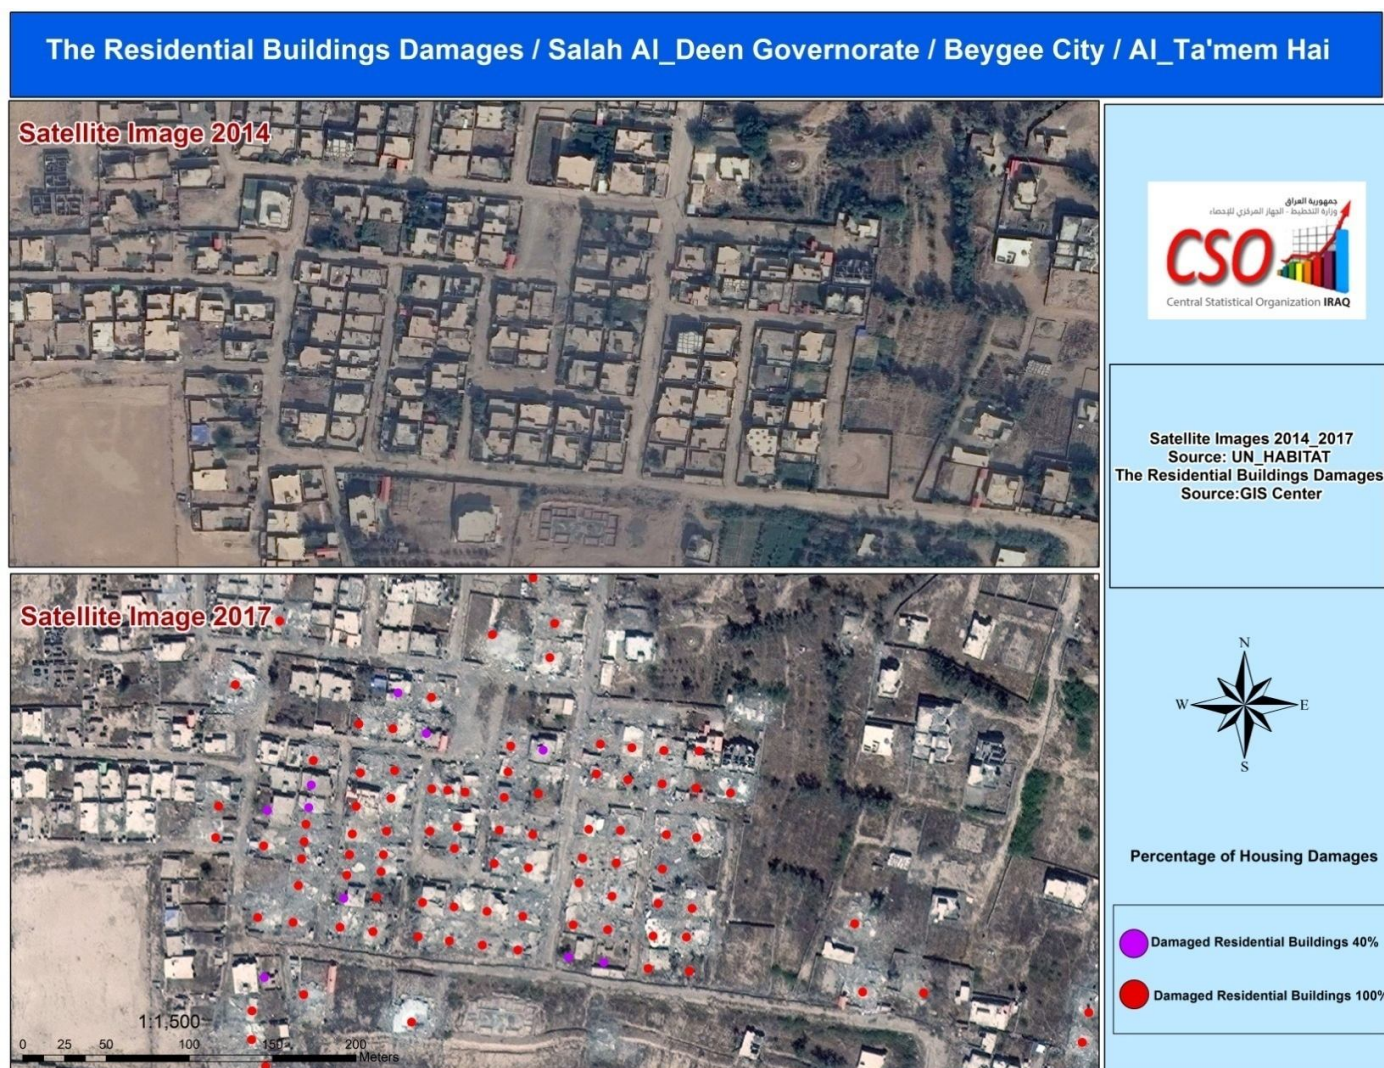 The Residential Buildings Damages / Salah Al_Deen Governorate / Beygee City / Al_Ta'mem Hai
Satellite Image 2014
جمهورية العراق
وزارة التخطيط - الجهاز المركزي للإحصاء
CSO
Central Statistical Organization IRAQ
Satellite Images 2014_2017
Source: UN_HABITAT
The Residential Buildings Damages
Source:GIS Center
Satellite Image 2017
N
W
E
S
Percentage of Housing Damages
Damaged Residential Buildings 40%
Damaged Residential Buildings 100%
1:1,500
0 25 50 100 150 200
Meters